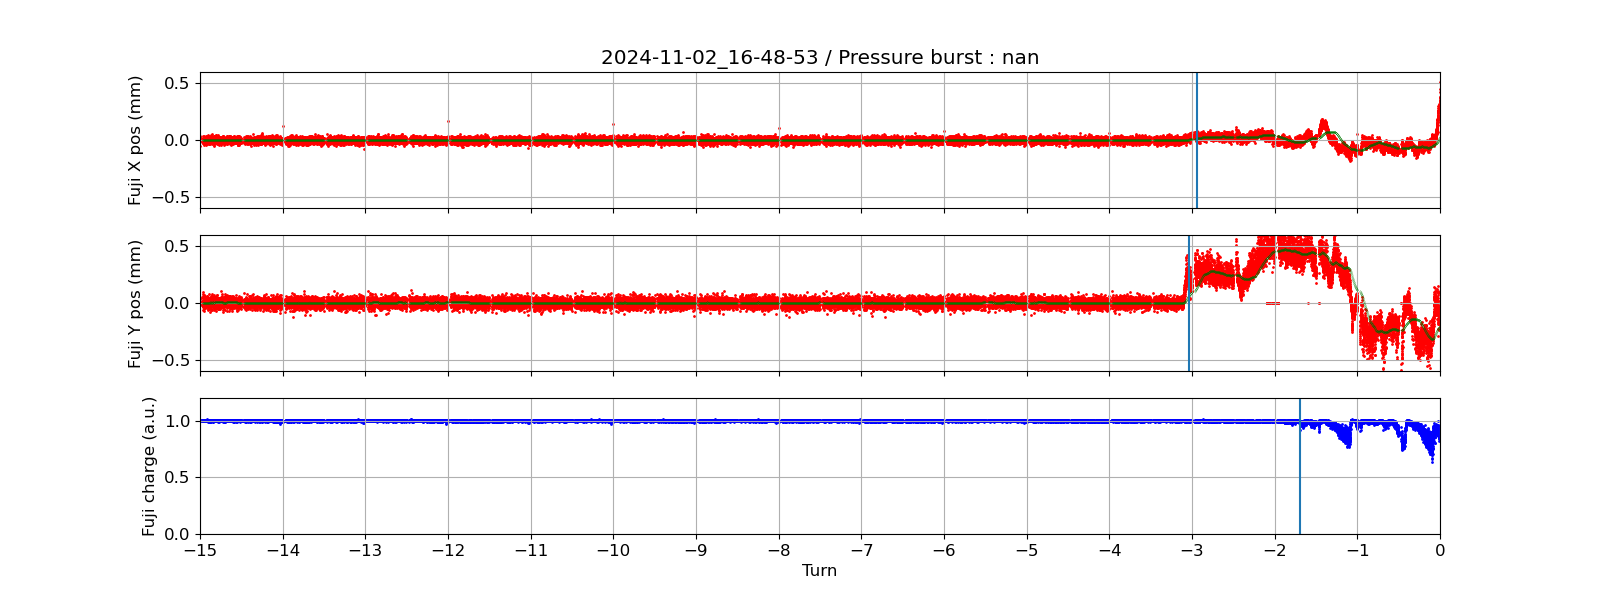 2024-11-02_16-48-53 / Pressure burst : nan
Fuji X pos (mm)
0.5
0.0
−0.5
Fuji Y pos (mm)
0.5
0.0
−0.5
Fuji charge (a.u.)
1.0
0.5
0.0
−15 −14 −13 −12 −11 −10 −9 −8 −7 −6 −5 −4 −3 −2 −1 0
Turn